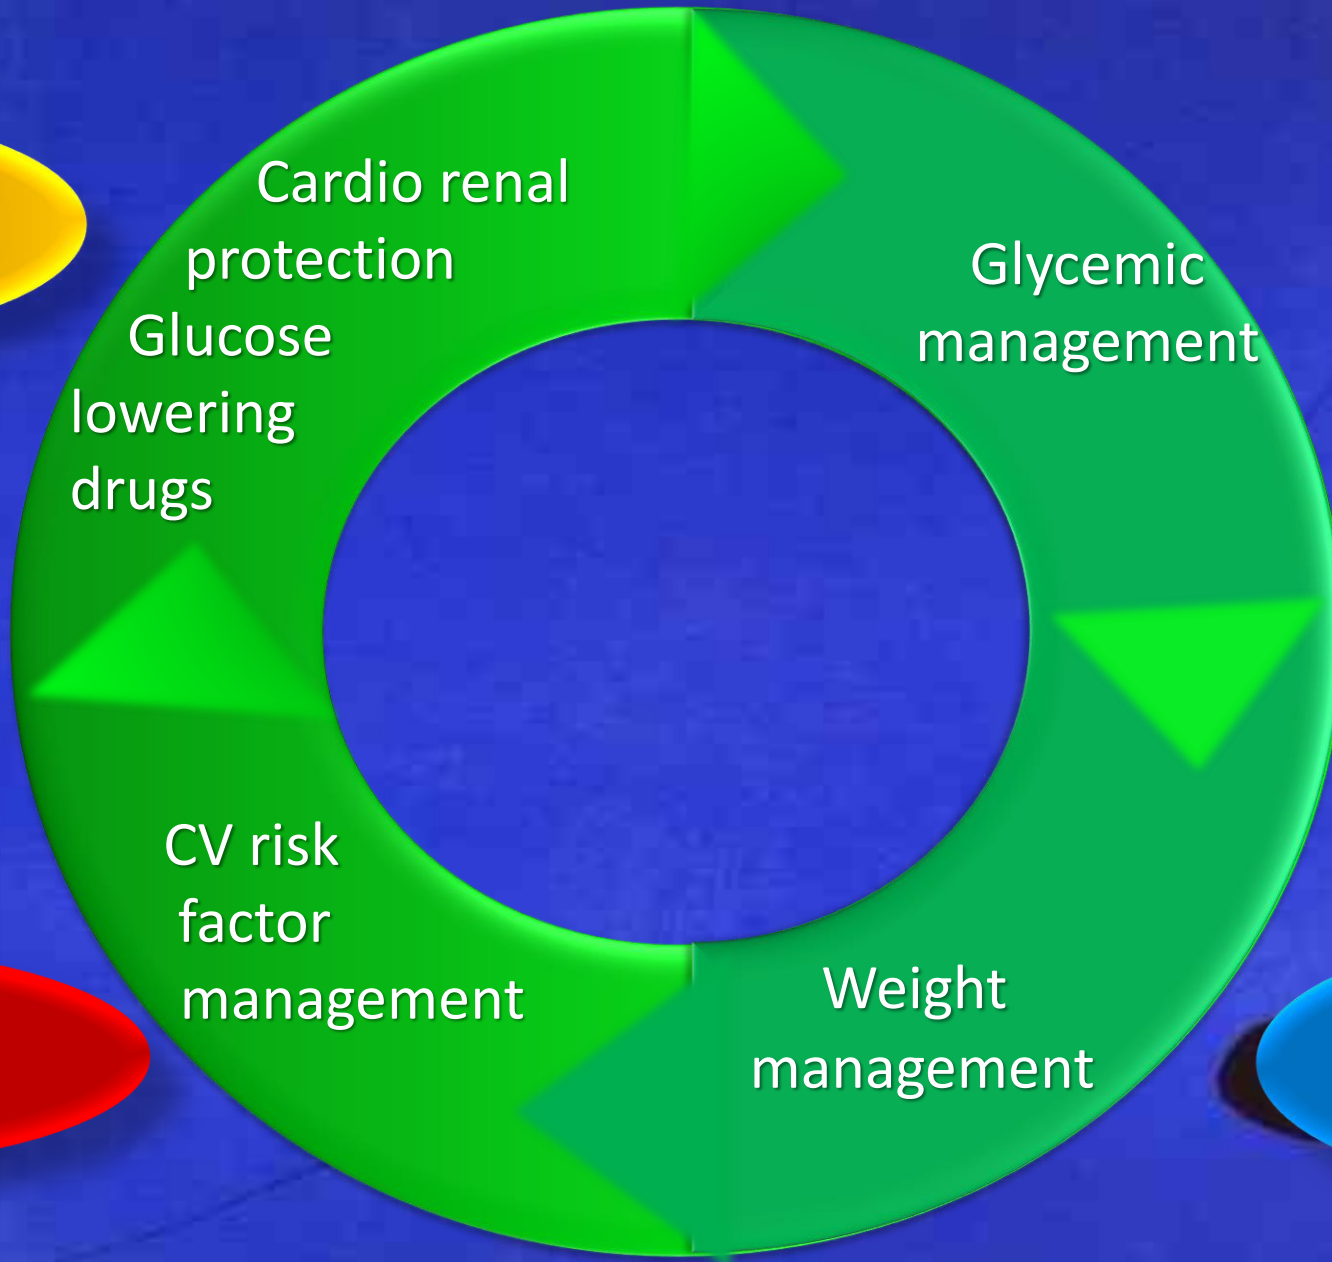 Cardio renal
protection
Glucose
lowering
drugs
Glycemic
management
CV risk
factor
management
Weight
management